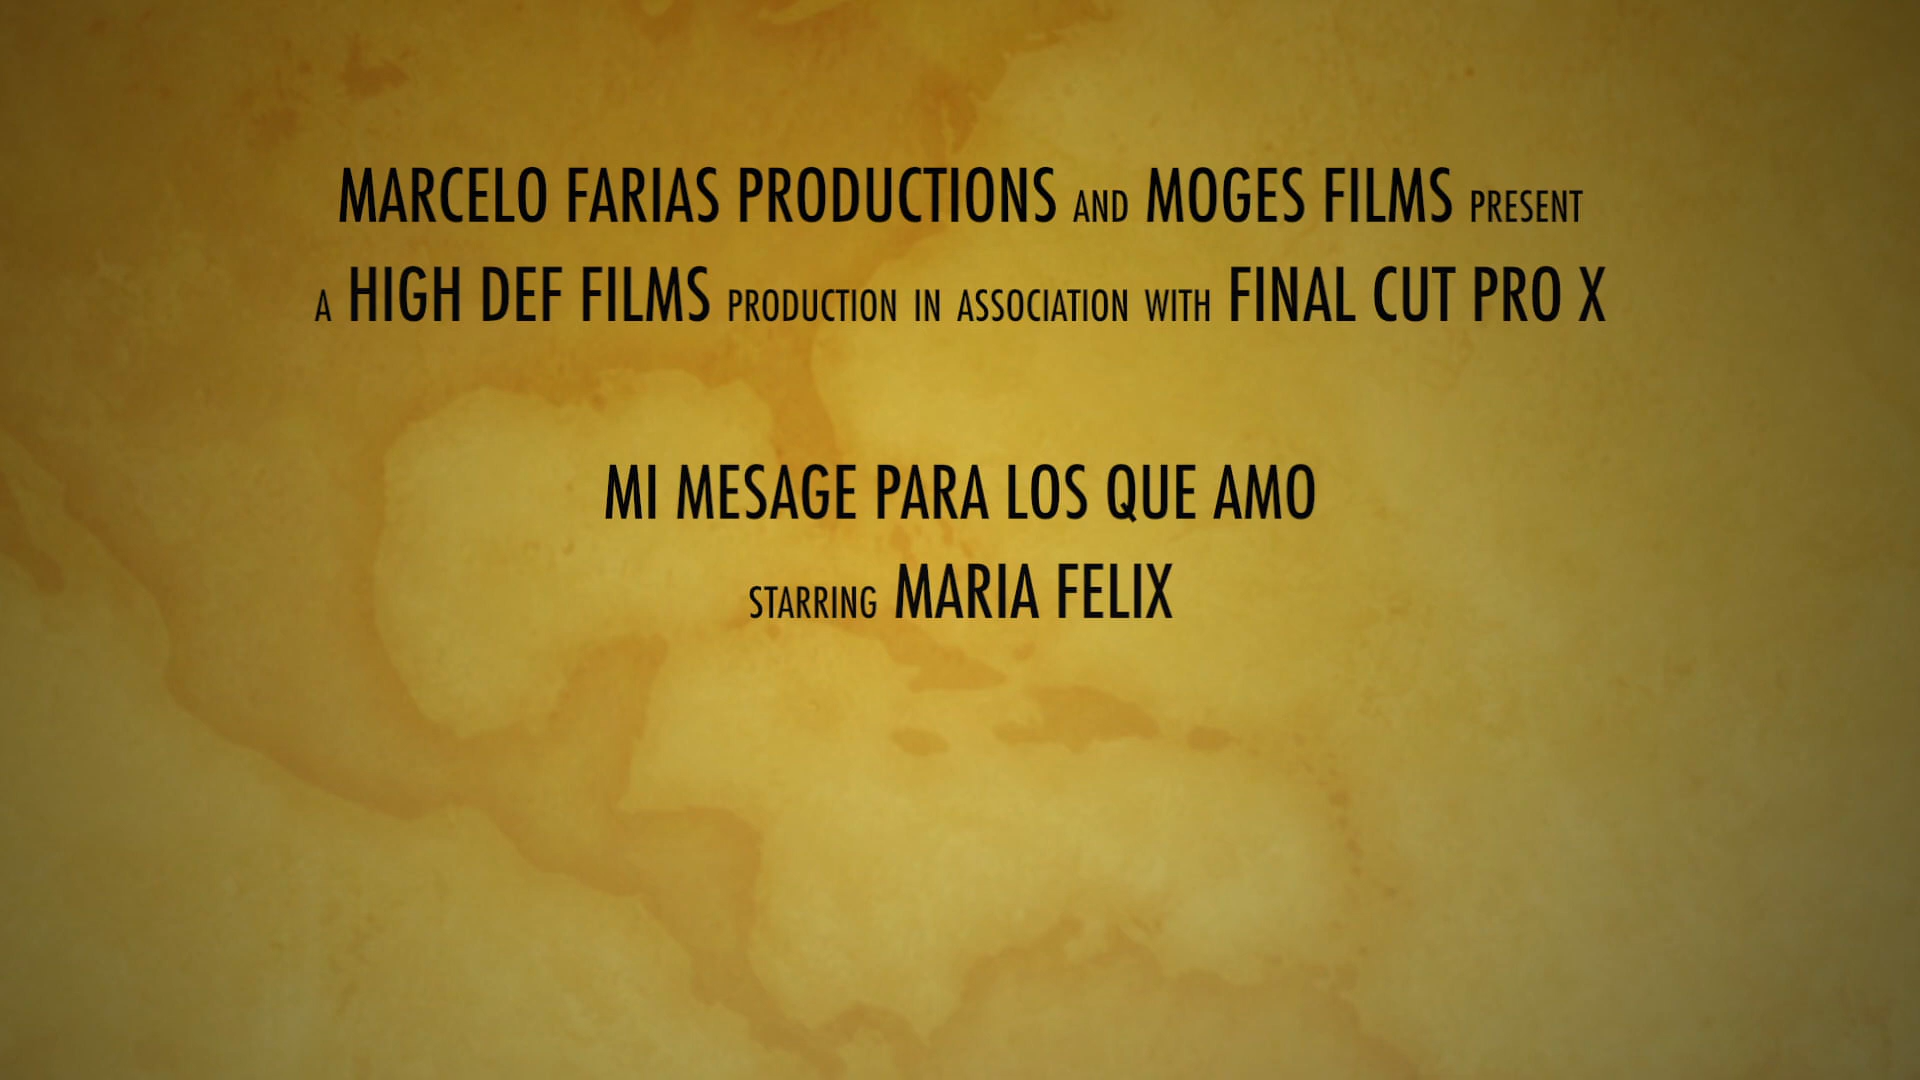 MARCELO FARIAS PRODUCTIONS AND MOGES FILMS PRESENT
A HIGH DEF FILMS PRODUCTION IN ASSOCIATION WITH FINAL CUT PRO X
MI MESAGE PARA LOS QUE AMO
STARRING MARIA FELIX